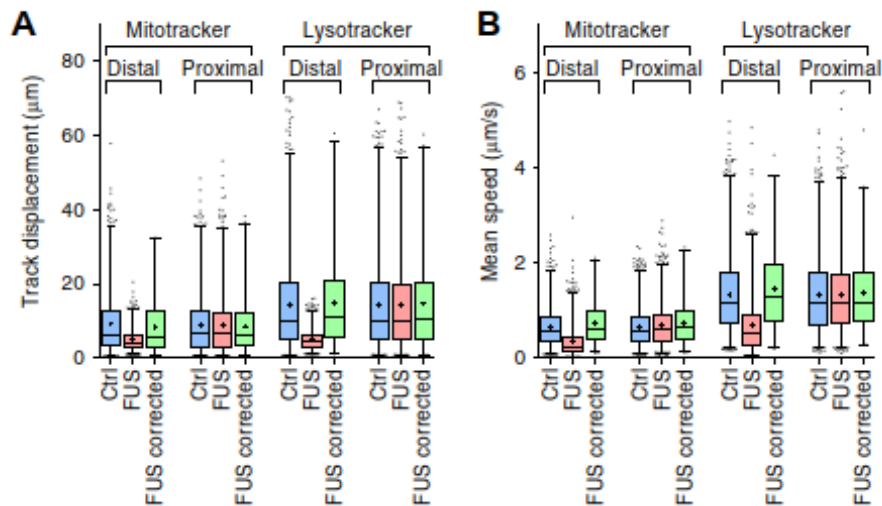 A
Mitotracker Lysotracker
Distal Proximal Distal Proximal
Track displacement (μm)
80
60
40
20
0
Ctrl
FUS
FUS corrected
Ctrl
FUS
FUS corrected
Ctrl
FUS
FUS corrected
Ctrl
FUS
FUS corrected
B
Mitotracker Lysotracker
Distal Proximal Distal Proximal
Mean speed (μm/s)
6
4
2
0
Ctrl
FUS
FUS corrected
Ctrl
FUS
FUS corrected
Ctrl
FUS
FUS corrected
Ctrl
FUS
FUS corrected